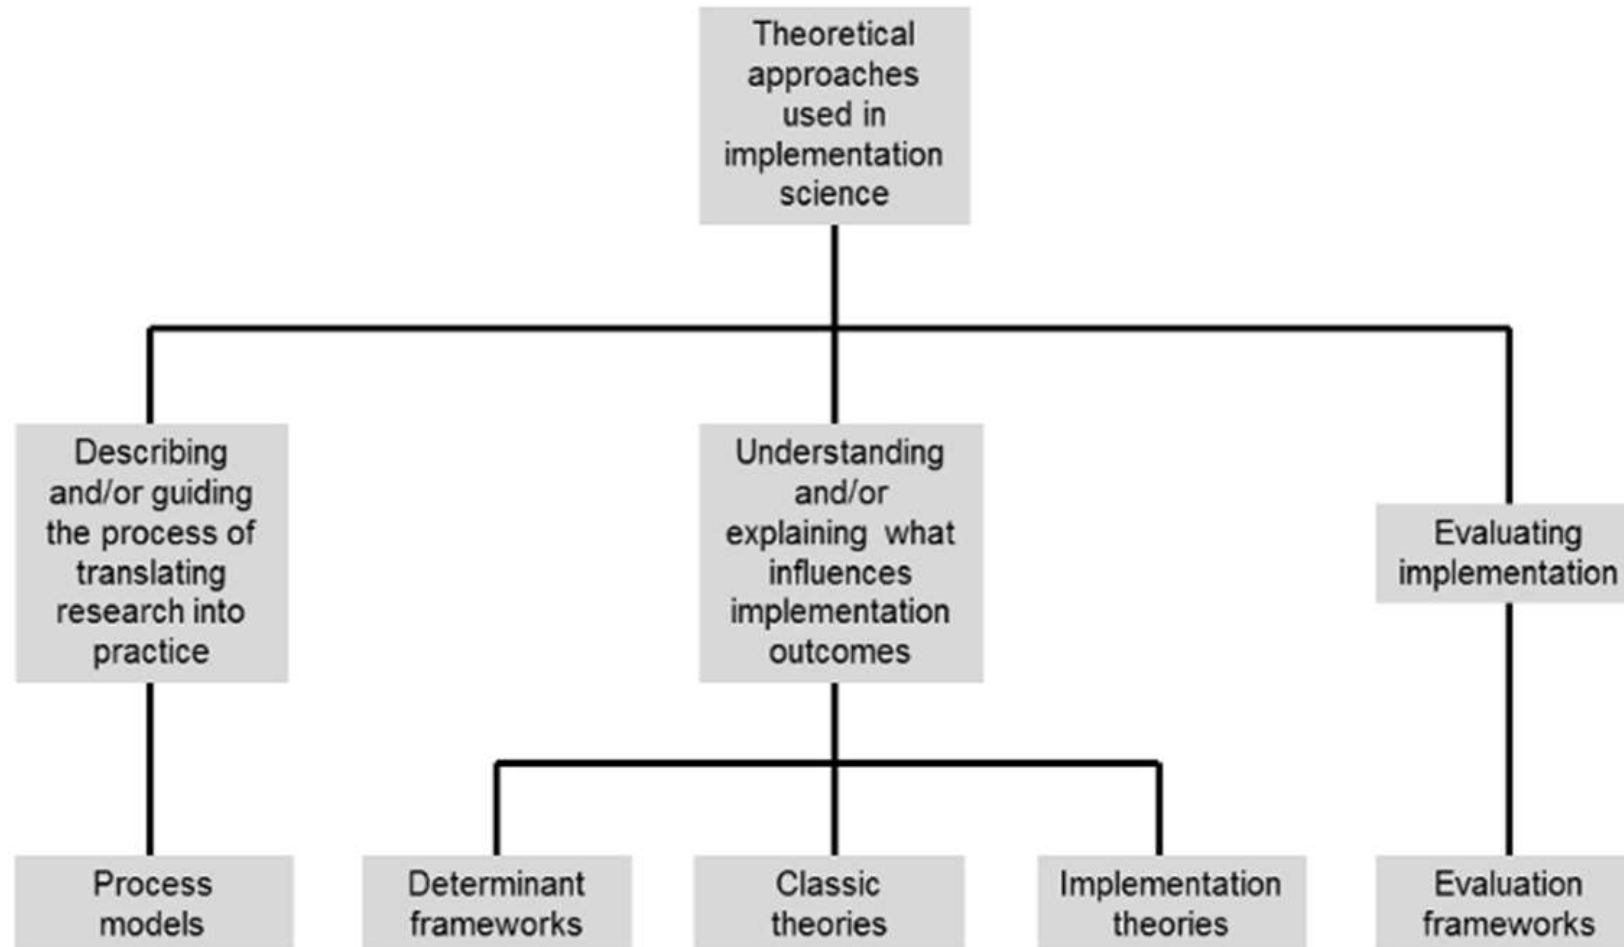 Theoretical
approaches
used in
implementation
science
Describing
and/or guiding
the process of
translating
research into
practice
Understanding
and/or
explaining  what
influences
implementation
outcomes
Evaluating
implementation
Process
models
Determinant
frameworks
Classic
theories
Implementation
theories
Evaluation
frameworks